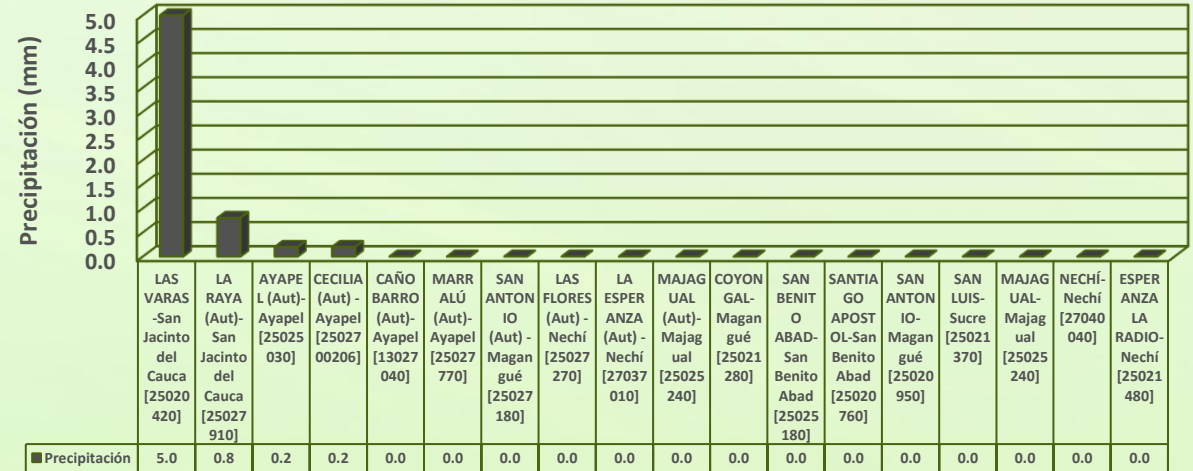 Precipitación (mm)
5.0
4.5
4.0
3.5
3.0
2.5
2.0
1.5
1.0
0.5
0.0
LAS
VARAS
-San
Jacinto
del
Cauca
[25020
420]
LA
RAYA
(Aut)-
San
Jacinto
del
Cauca
[25027
910]
AYAPE
L (Aut)-
Ayapel
[25025
030]
CECILIA
(Aut) -
Ayapel
[25027
00206]
CAÑO
BARRO
(Aut)-
Ayapel
[13027
040]
MARR
ALÚ
(Aut)-
Ayapel
[25027
770]
SAN
ANTON
IO
(Aut) -
Magan
gué
[25027
180]
LAS
FLORES
(Aut) -
Nechí
[25027
270]
LA
ESPER
ANZA
(Aut) -
Nechí
[27037
010]
MAJAG
UAL
(Aut)-
Majag
ual
[25025
240]
COYON
GAL-
Magan
gué
[25021
280]
SAN
BENIT
O
ABAD-
San
Benito
Abad
[25025
180]
SANTIA
GO
APOST
OL-San
Benito
Abad
[25020
760]
SAN
ANTON
IO-
Magan
gué
[25020
950]
SAN
LUIS-
Sucre
[25021
370]
MAJAG
UAL-
Majag
ual
[25025
240]
NECHÍ-
Nechí
[27040
040]
ESPER
ANZA
LA
RADIO-
Nechí
[25021
480]
Precipitación 5.0 0.8 0.2 0.2 0.0 0.0 0.0 0.0 0.0 0.0 0.0 0.0 0.0 0.0 0.0 0.0 0.0 0.0